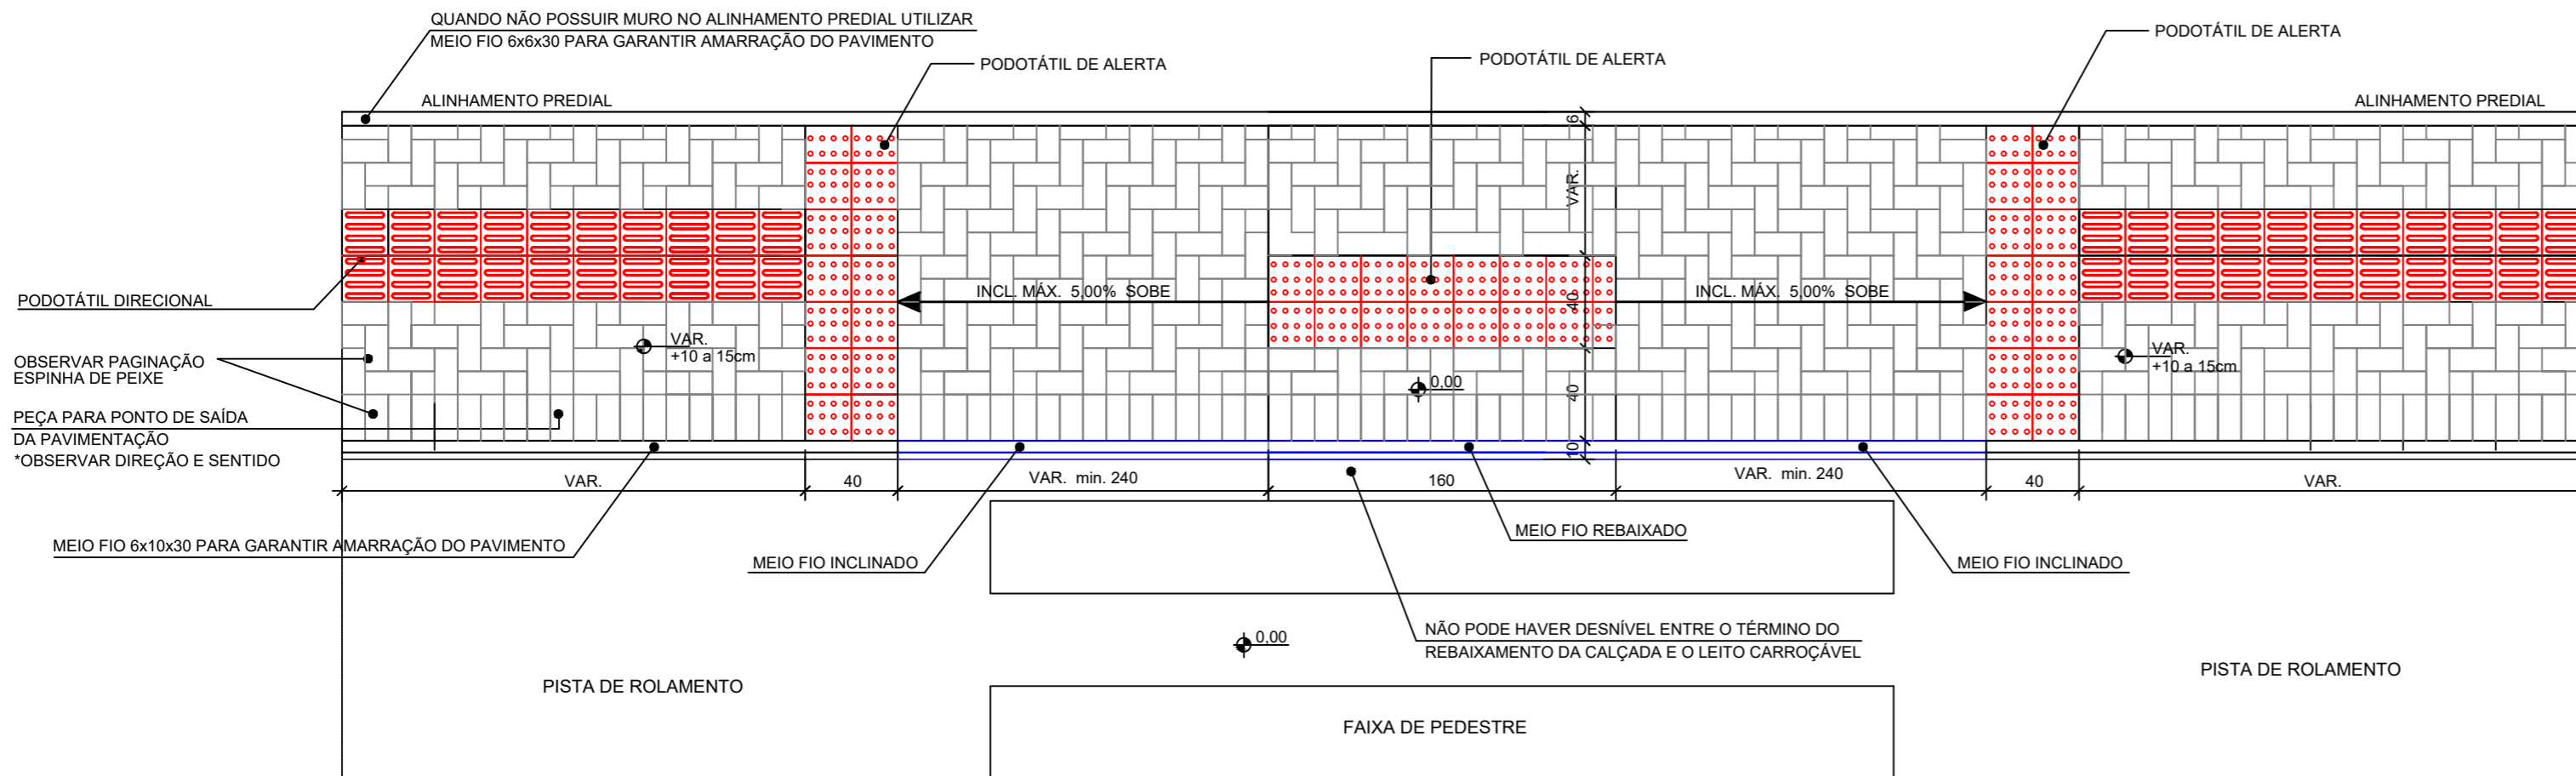 QUANDO NÃO POSSUIR MURO NO ALINHAMENTO PREDIAL UTILIZAR
MEIO FIO 6x6x30 PARA GARANTIR AMARRAÇÃO DO PAVIMENTO
PODOTÁTIL DE ALERTA
PODOTÁTIL DE ALERTA
PODOTÁTIL DE ALERTA
ALINHAMENTO PREDIAL
ALINHAMENTO PREDIAL
6
VAR.
PODOTÁTIL DIRECIONAL
INCL. MÁX. 5,00% SOBE
40
INCL. MÁX. 5,00% SOBE
OBSERVAR PAGINAÇÃO
ESPINHA DE PEIXE
VAR.
+10 a 15cm
0,00
40
VAR.
+10 a 15cm
PEÇA PARA PONTO DE SAÍDA
DA PAVIMENTAÇÃO
*OBSERVAR DIREÇÃO E SENTIDO
10
VAR.
40
VAR. min. 240
160
VAR. min. 240
40
VAR.
MEIO FIO 6x10x30 PARA GARANTIR AMARRAÇÃO DO PAVIMENTO
MEIO FIO INCLINADO
MEIO FIO REBAIXADO
MEIO FIO INCLINADO
0,00
NÃO PODE HAVER DESNÍVEL ENTRE O TÉRMINO DO
REBAIXAMENTO DA CALÇADA E O LEITO CARROÇÁVEL
PISTA DE ROLAMENTO
PISTA DE ROLAMENTO
FAIXA DE PEDESTRE